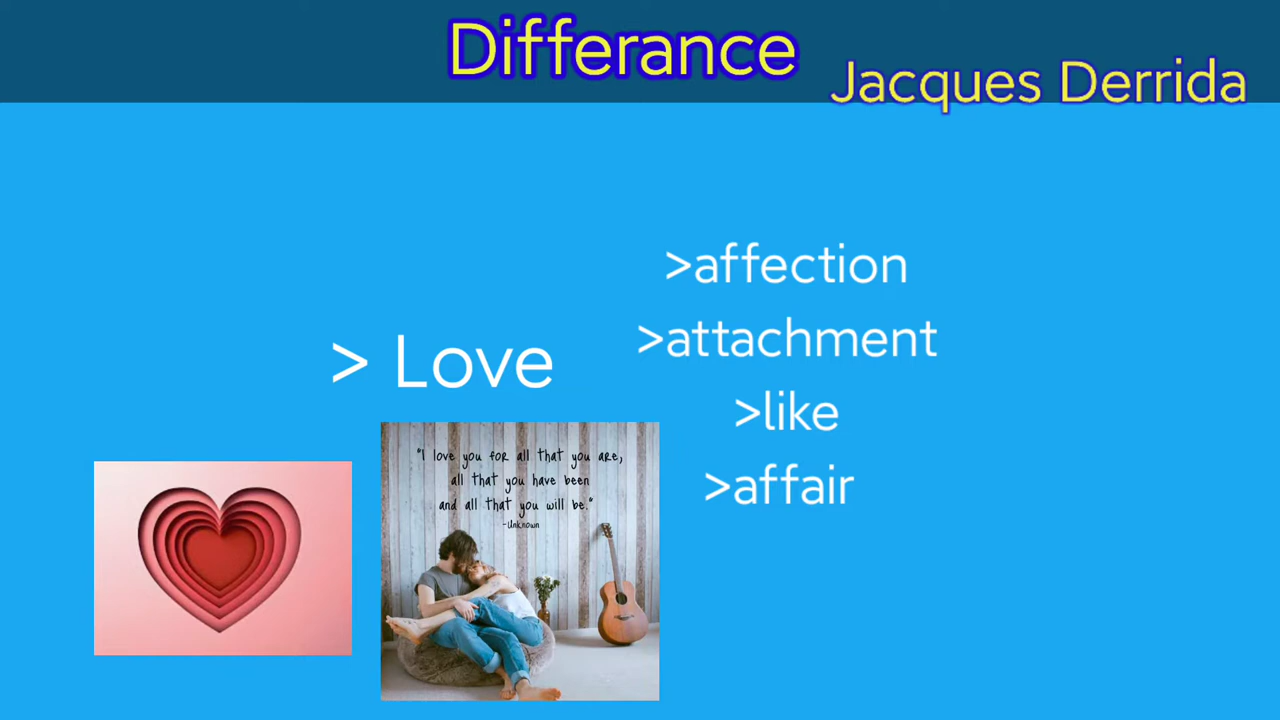 Differance
Jacques Derrida
>affection
>attachment
> Love
>like
>affair
"I love you for all that you are,
all that you have been
and all that you will be."
-Unknown